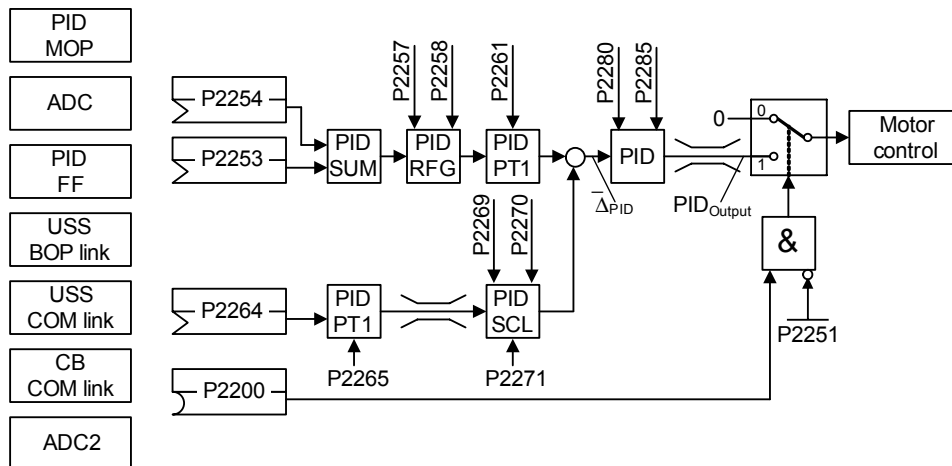 PID
MOP
ADC
PID
FF
USS
BOP link
USS
COM link
CB
COM link
ADC2
P2254
P2253
P2264
P2200
PID
SUM
P2257
P2258
PID
RFG
P2261
PID
PT1
P2269
P2270
PID
PT1
P2265
PID
SCL
P2271
Δ̅PID
P2280
P2285
PID
PIDOutput
0
0
1
&
P2251
Motor
control